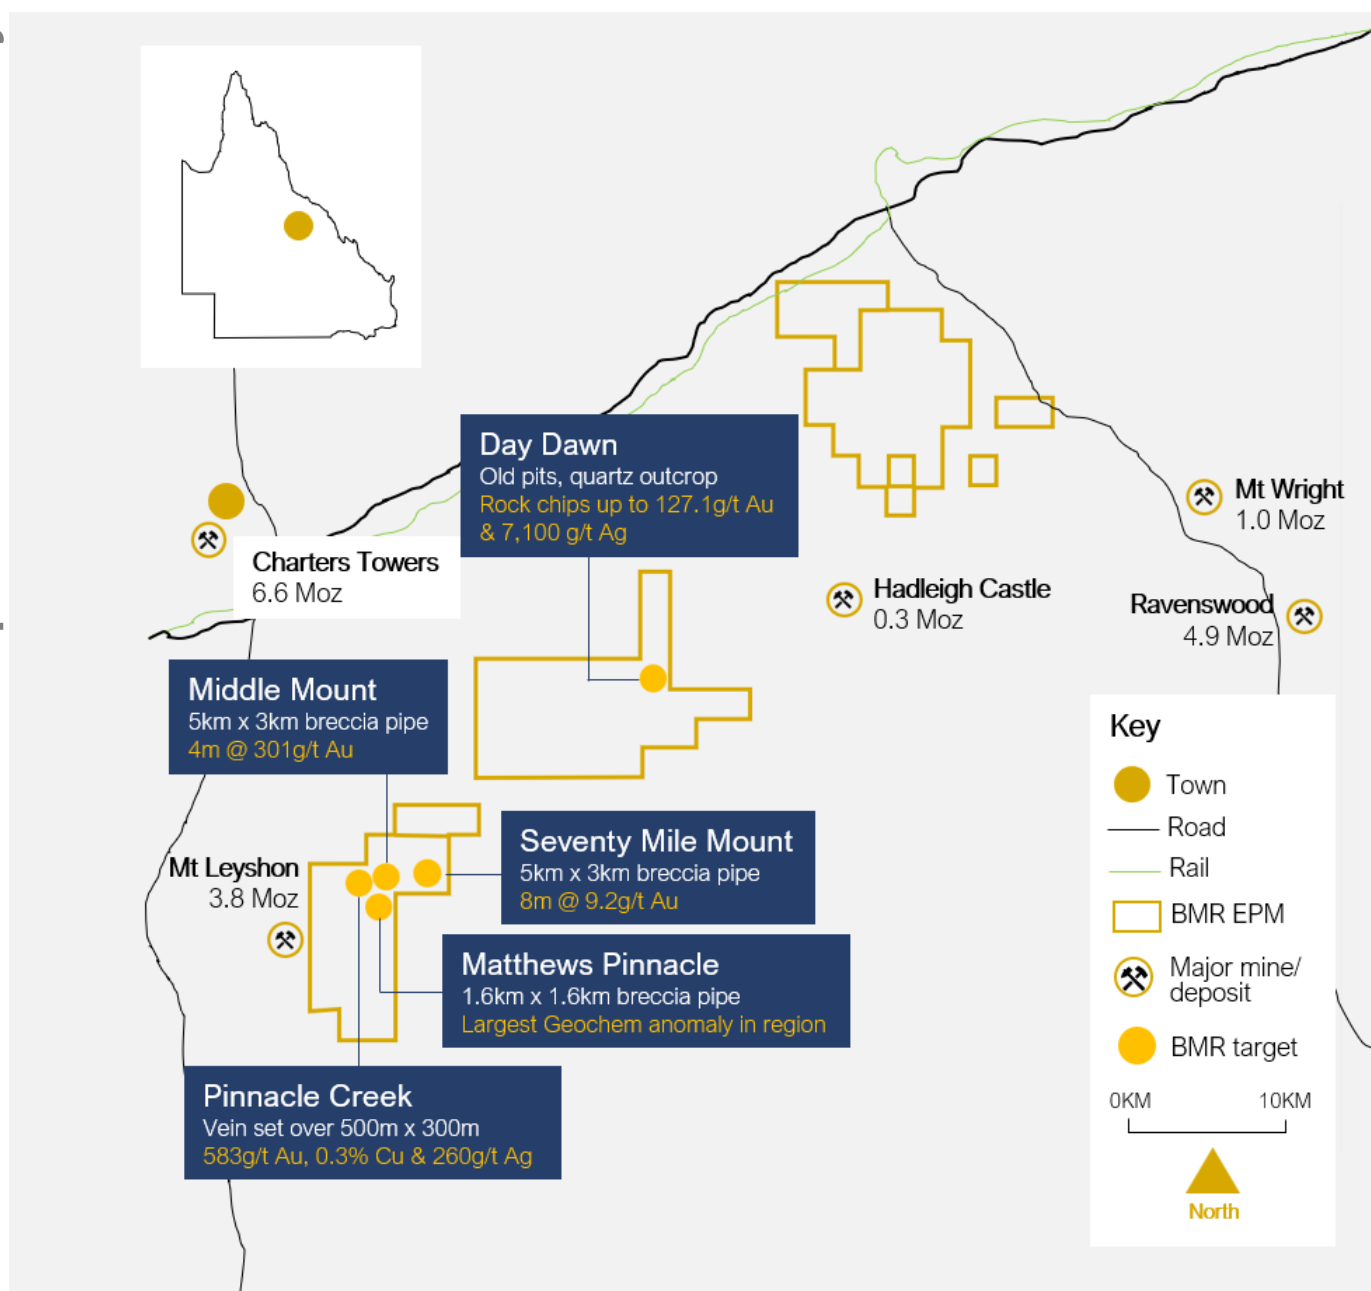 Day Dawn
Old pits, quartz outcrop
Rock chips up to 127.1g/t Au
& 7,100 g/t Ag
Mt Wright
1.0 Moz
Charters Towers
6.6 Moz
Hadleigh Castle
0.3 Moz
Ravenswood
4.9 Moz
Middle Mount
5km x 3km breccia pipe
4m @ 301g/t Au
Seventy Mile Mount
5km x 3km breccia pipe
8m @ 9.2g/t Au
Mt Leyshon
3.8 Moz
Matthews Pinnacle
1.6km x 1.6km breccia pipe
Largest Geochem anomaly in region
Pinnacle Creek
Vein set over 500m x 300m
583g/t Au, 0.3% Cu & 260g/t Ag
Key
Town
Road
Rail
BMR EPM
Major mine/
deposit
BMR target
0KM 10KM
North